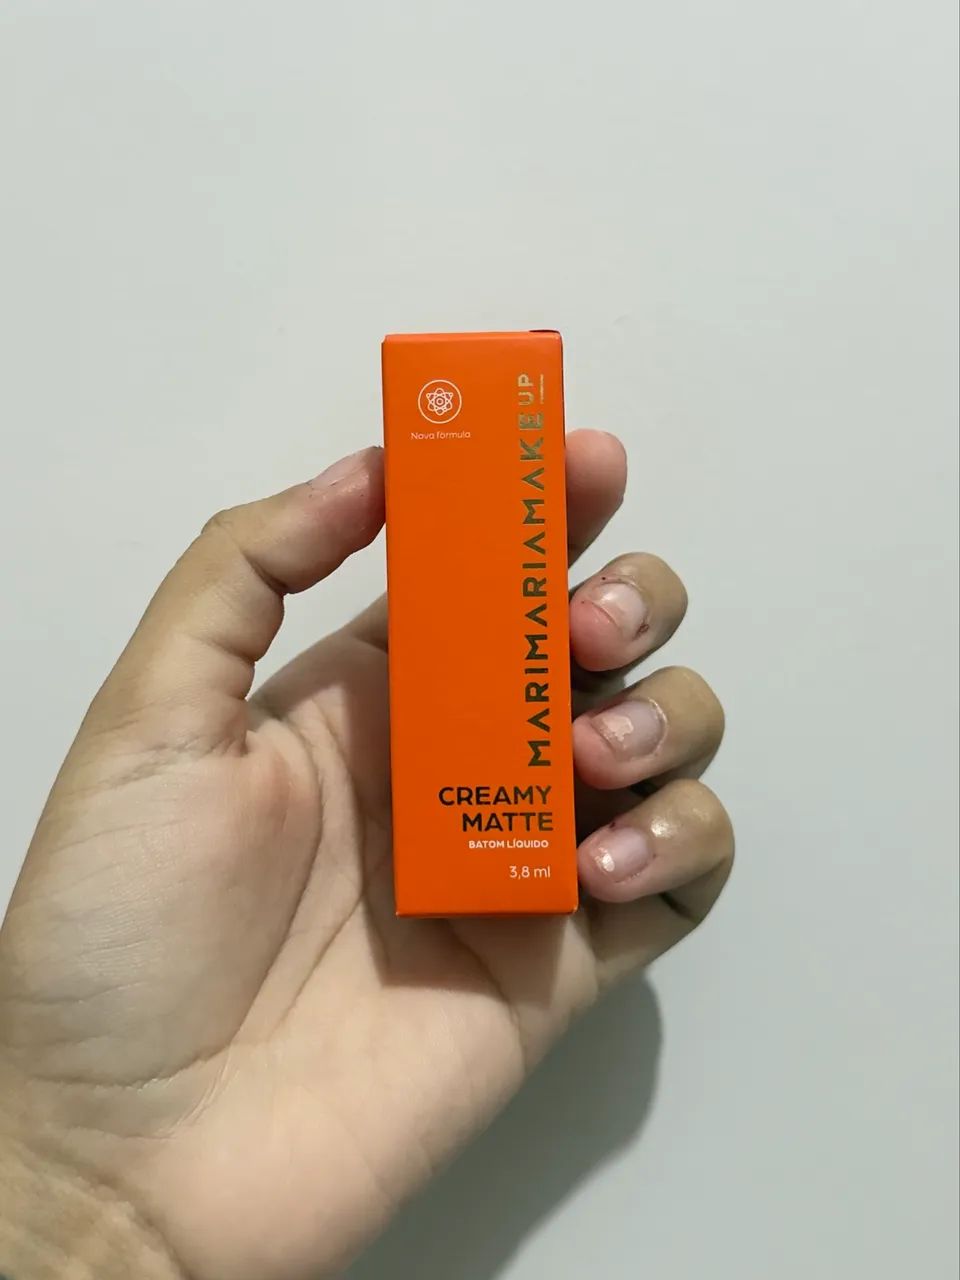 Nova fórmula
MARIMARIAMAKEUP
CREAMY
MATTE
BATOM LÍQUIDO
3,8 ml